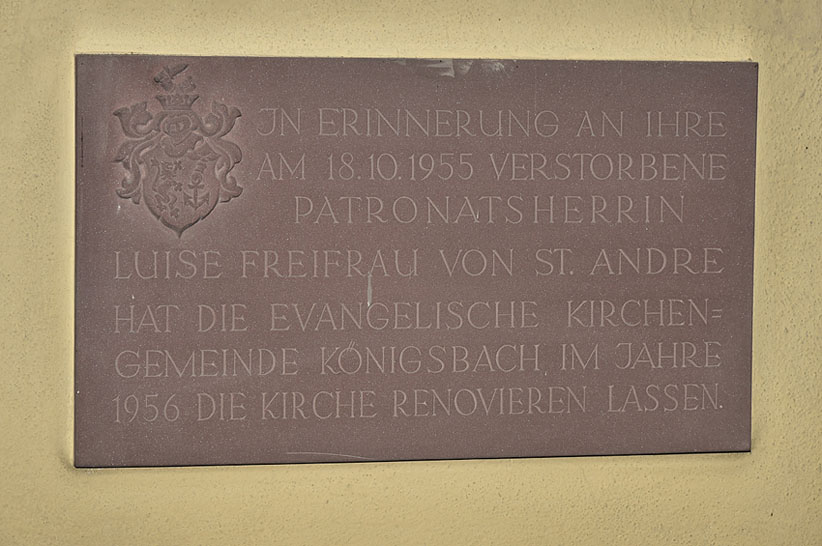 IN ERINNERUNG AN IHRE
AM 18.10.1955 VERSTORBENE
PATRONATSHERRIN
LUISE FREIFRAU VON ST. ANDRE
HAT DIE EVANGELISCHE KIRCHEN=
GEMEINDE KÖNIGSBACH, IM JAHRE
1956 DIE KIRCHE RENOVIEREN LASSEN.